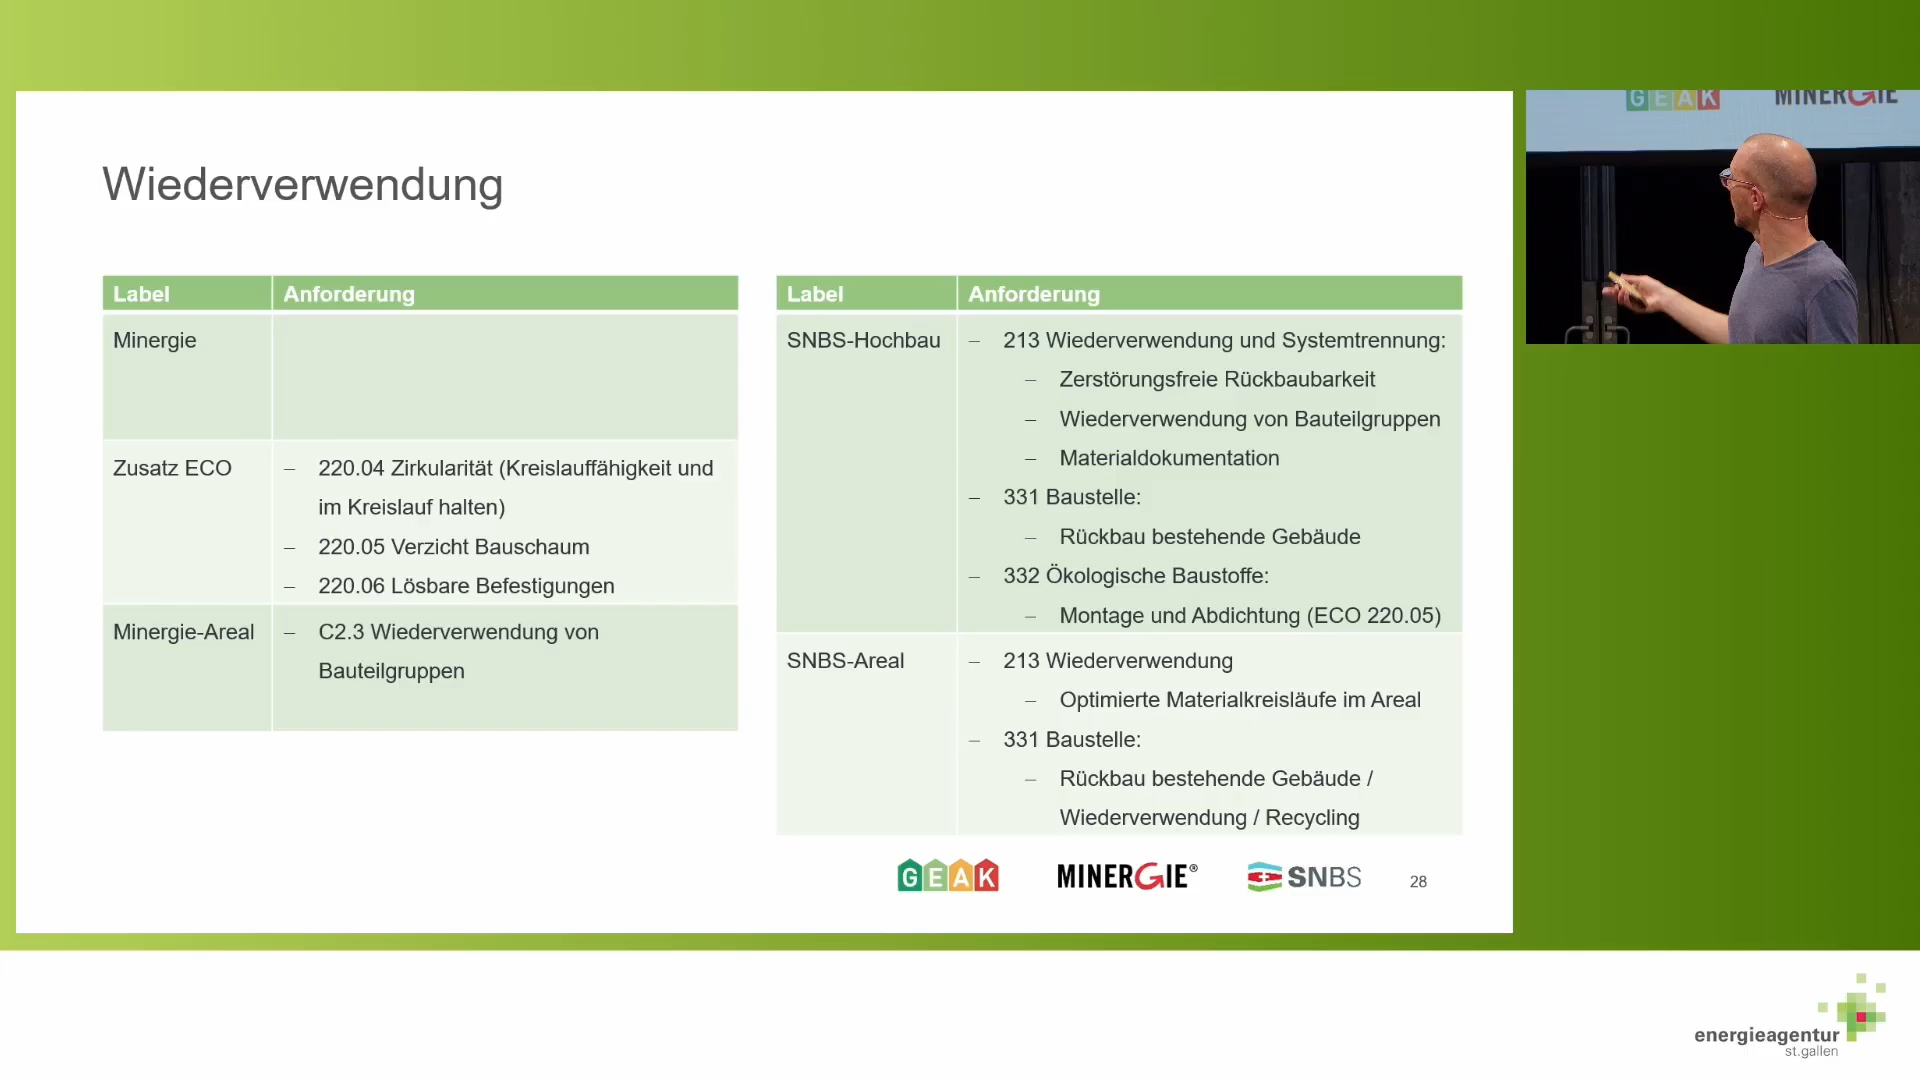 Wiederverwendung
Label Anforderung
Minergie
Zusatz ECO – 220.04 Zirkularität (Kreislauffähigkeit und
im Kreislauf halten)
– 220.05 Verzicht Bauschaum
– 220.06 Lösbare Befestigungen
Minergie-Areal – C2.3 Wiederverwendung von
Bauteilgruppen
Label Anforderung
SNBS-Hochbau – 213 Wiederverwendung und Systemtrennung:
– Zerstörungsfreie Rückbaubarkeit
– Wiederverwendung von Bauteilgruppen
– Materialdokumentation
– 331 Baustelle:
– Rückbau bestehende Gebäude
– 332 Ökologische Baustoffe:
– Montage und Abdichtung (ECO 220.05)
SNBS-Areal – 213 Wiederverwendung
– Optimierte Materialkreisläufe im Areal
– 331 Baustelle:
– Rückbau bestehende Gebäude /
Wiederverwendung / Recycling
GEAK MINERGIE® SNBS 28
GEAK MINERGIE
energieagentur
st.gallen